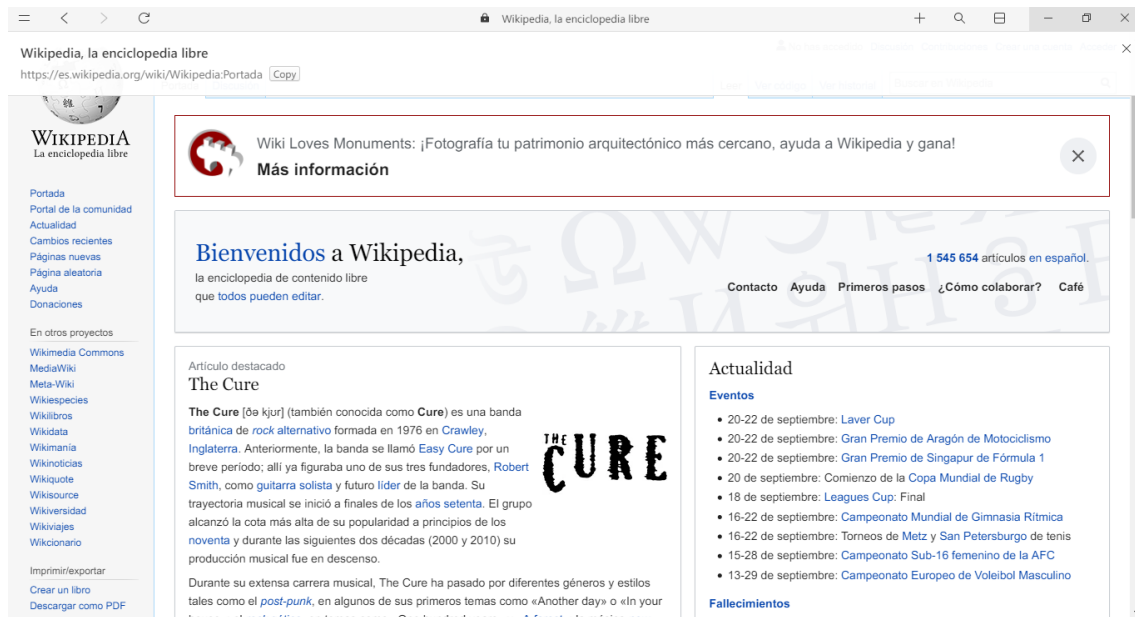 Wikipedia, la enciclopedia libre
Wikipedia, la enciclopedia libre
https://es.wikipedia.org/wiki/Wikipedia:Portada Copy
WIKIPEDIA
La enciclopedia libre
Portada
Portal de la comunidad
Actualidad
Cambios recientes
Páginas nuevas
Página aleatoria
Ayuda
Donaciones
En otros proyectos
Wikimedia Commons
MediaWiki
Meta-Wiki
Wikiespecies
Wikilibros
Wikidata
Wikimanía
Wikinoticias
Wikiquote
Wikisource
Wikiversidad
Wikiviajes
Wikcionario
Imprimir/exportar
Crear un libro
Descargar como PDF
Wiki Loves Monuments: ¡Fotografía tu patrimonio arquitectónico más cercano, ayuda a Wikipedia y gana!
Más información
Bienvenidos a Wikipedia,
la enciclopedia de contenido libre
que todos pueden editar.
1 545 654 artículos en español.
Contacto Ayuda Primeros pasos ¿Cómo colaborar? Café
Artículo destacado
The Cure
The Cure [ðə kjʊr] (también conocida como Cure) es una banda
británica de rock alternativo formada en 1976 en Crawley,
Inglaterra. Anteriormente, la banda se llamó Easy Cure por un
breve período; allí ya figuraba uno de sus tres fundadores, Robert
Smith, como guitarra solista y futuro líder de la banda. Su
trayectoria musical se inició a finales de los años setenta. El grupo
alcanzó la cota más alta de su popularidad a principios de los
noventa y durante las siguientes dos décadas (2000 y 2010) su
producción musical fue en descenso.
THE CURE
Durante su extensa carrera musical, The Cure ha pasado por diferentes géneros y estilos
tales como el post-punk, en algunos de sus primeros temas como «Another day» o «In your
Actualidad
Eventos
20-22 de septiembre: Laver Cup
20-22 de septiembre: Gran Premio de Aragón de Motociclismo
20-22 de septiembre: Gran Premio de Singapur de Fórmula 1
20 de septiembre: Comienzo de la Copa Mundial de Rugby
18 de septiembre: Leagues Cup: Final
16-22 de septiembre: Campeonato Mundial de Gimnasia Rítmica
16-22 de septiembre: Torneos de Metz y San Petersburgo de tenis
15-28 de septiembre: Campeonato Sub-16 femenino de la AFC
13-29 de septiembre: Campeonato Europeo de Voleibol Masculino
Fallecimientos